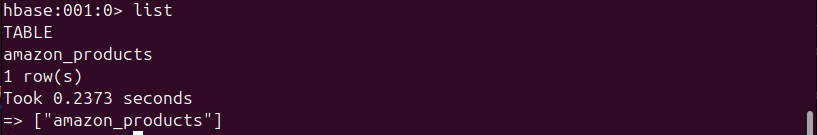 hbase:001:0> list
TABLE
amazon_products
1 row(s)
Took 0.2373 seconds
=> ["amazon_products"]